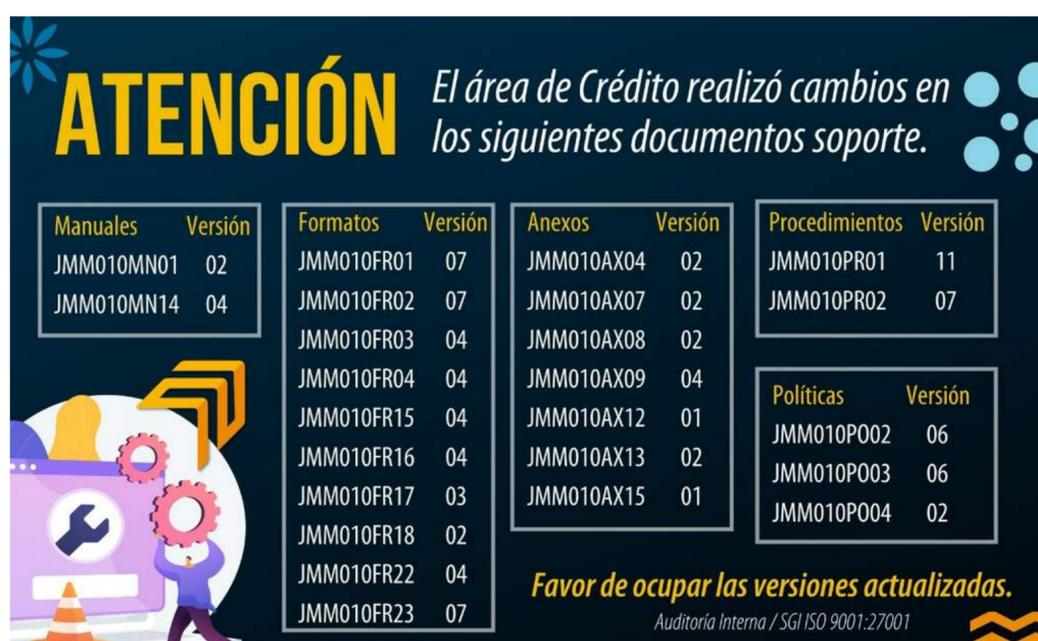 ATENCIÓN
El área de Crédito realizó cambios en
los siguientes documentos soporte.
Manuales Versión
JMM010MN01 02
JMM010MN14 04
Formatos Versión
JMM010FR01 07
JMM010FR02 07
JMM010FR03 04
JMM010FR04 04
JMM010FR15 04
JMM010FR16 04
JMM010FR17 03
JMM010FR18 02
JMM010FR22 04
JMM010FR23 07
Anexos Versión
JMM010AX04 02
JMM010AX07 02
JMM010AX08 02
JMM010AX09 04
JMM010AX12 01
JMM010AX13 02
JMM010AX15 01
Procedimientos Versión
JMM010PR01 11
JMM010PR02 07
Políticas Versión
JMM010PO02 06
JMM010PO03 06
JMM010PO04 02
Favor de ocupar las versiones actualizadas.
Auditoría Interna / SGI ISO 9001:27001